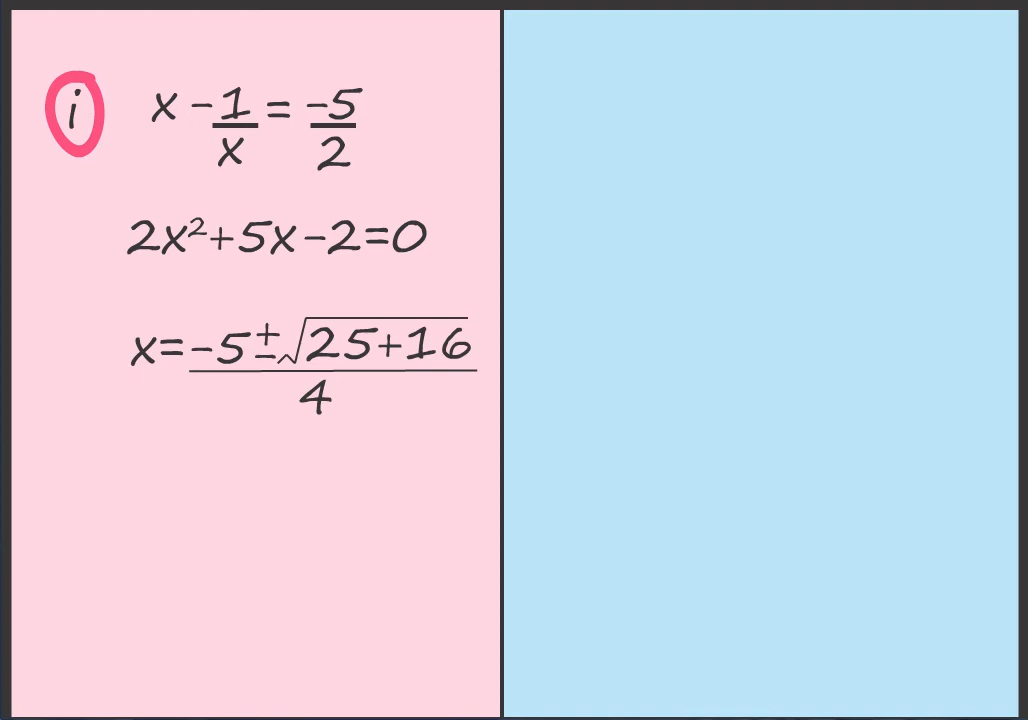 i x - 1/x = -5/2
2x²+5x-2=0
x = -5±√25+16 / 4